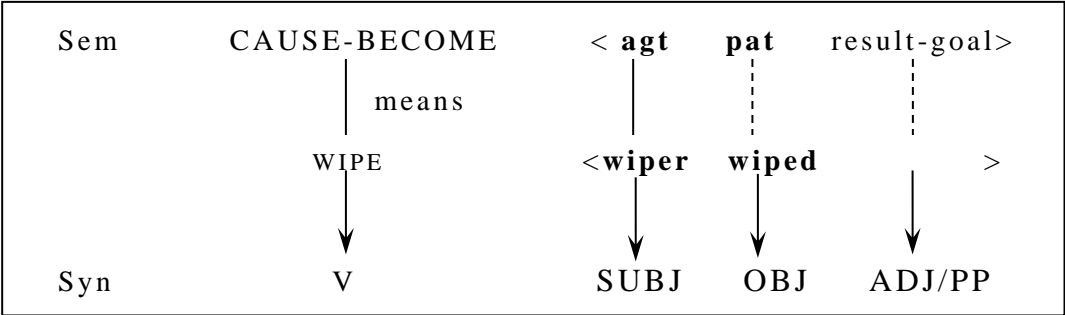 Sem CAUSE-BECOME < agt pat result-goal>
means
WIPE <wiper wiped >
Syn V SUBJ OBJ ADJ/PP